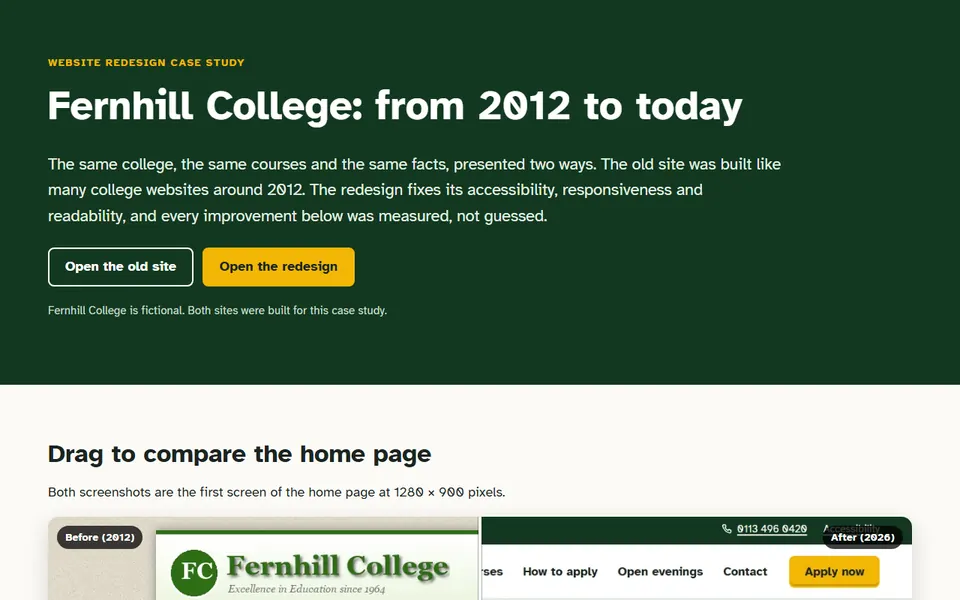 WEBSITE REDESIGN CASE STUDY
Fernhill College: from 2012 to today
The same college, the same courses and the same facts, presented two ways. The old site was built like
many college websites around 2012. The redesign fixes its accessibility, responsiveness and
readability, and every improvement below was measured, not guessed.
Open the old site
Open the redesign
Fernhill College is fictional. Both sites were built for this case study.
Drag to compare the home page
Both screenshots are the first screen of the home page at 1280 × 900 pixels.
Before (2012)
FC
Fernhill College
Excellence in Education since 1964
0113 496 0420
Accessibility
After (2026)
How to apply
Open evenings
Contact
Apply now